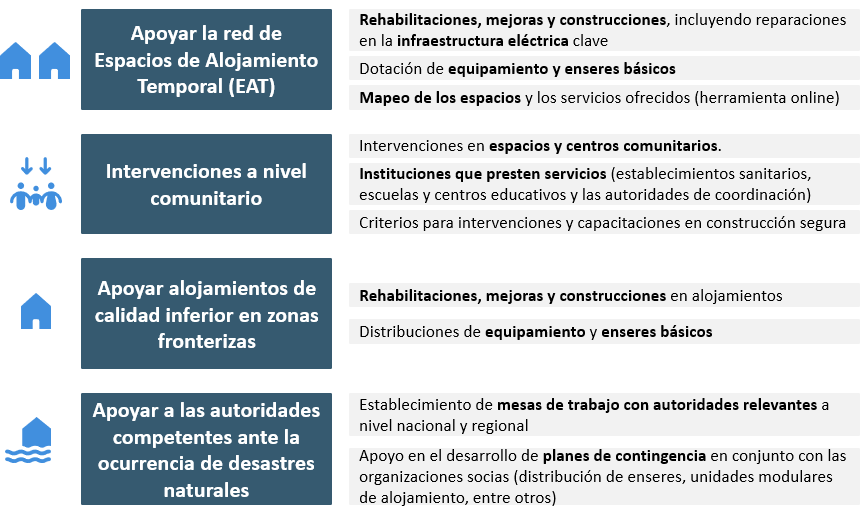 Apoyar la red de
Espacios de Alojamiento
Temporal (EAT)
Rehabilitaciones, mejoras y construcciones, incluyendo reparaciones
en la infraestructura eléctrica clave
Dotación de equipamiento y enseres básicos
Mapeo de los espacios y los servicios ofrecidos (herramienta online)
Intervenciones a nivel
comunitario
Intervenciones en espacios y centros comunitarios.
Instituciones que presten servicios (establecimientos sanitarios,
escuelas y centros educativos y las autoridades de coordinación)
Criterios para intervenciones y capacitaciones en construcción segura
Apoyar alojamientos de
calidad inferior en zonas
fronterizas
Rehabilitaciones, mejoras y construcciones en alojamientos
Distribuciones de equipamiento y enseres básicos
Apoyar a las autoridades
competentes ante la
ocurrencia de desastres
naturales
Establecimiento de mesas de trabajo con autoridades relevantes a
nivel nacional y regional
Apoyo en el desarrollo de planes de contingencia en conjunto con las
organizaciones socias (distribución de enseres, unidades modulares
de alojamiento, entre otros)